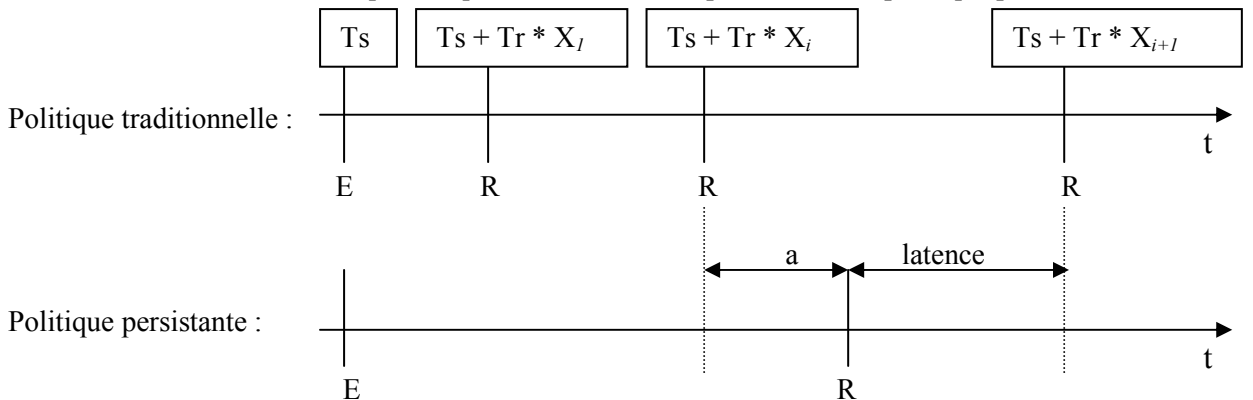 Ts Ts + Tr * X1 Ts + Tr * Xi Ts + Tr * Xi+1
Politique traditionnelle :
t
E R R R
a latence
Politique persistante :
t
E R